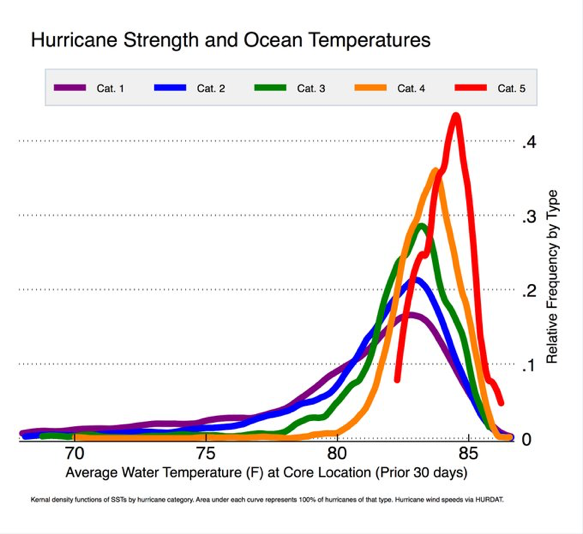 Hurricane Strength and Ocean Temperatures
Cat. 1 Cat. 2 Cat. 3 Cat. 4 Cat. 5
.4
.3
.2
.1
0
Relative Frequency by Type
70 75 80 85
Average Water Temperature (F) at Core Location (Prior 30 days)
Kernal density functions of SSTs by hurricane category. Area under each curve represents 100% of hurricanes of that type. Hurricane wind speeds via HURDAT.